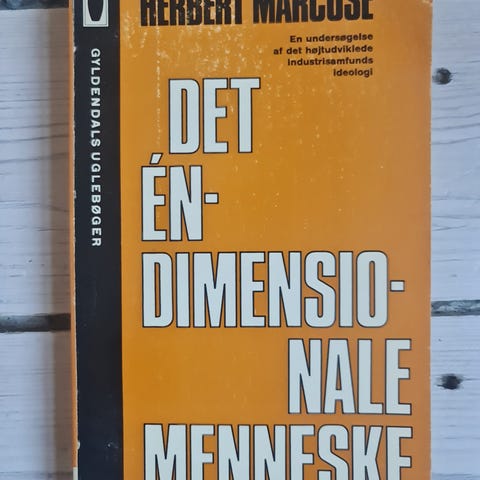 HERBERT MARCUSE
En undersøgelse
af det højtudviklede
industrisamfunds
ideologi
DET
ÉN-
DIMENSIO-
NALE
MENNESKE
GYLDENDALS UGLEBØGER